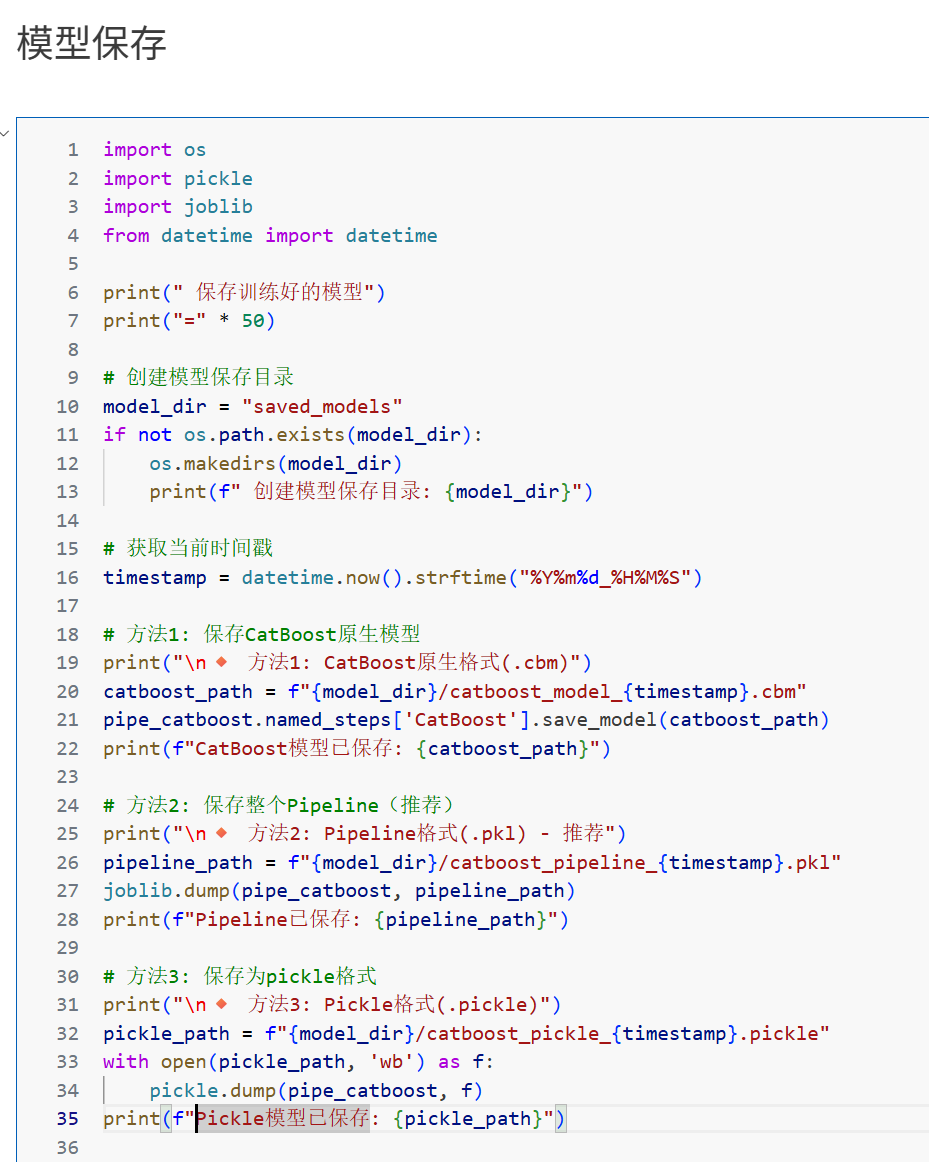 模型保存
1 import os
2 import pickle
3 import joblib
4 from datetime import datetime
5
6 print(" 保存训练好的模型")
7 print("=" * 50)
8
9 # 创建模型保存目录
10 model_dir = "saved_models"
11 if not os.path.exists(model_dir):
12     os.makedirs(model_dir)
13     print(f" 创建模型保存目录: {model_dir}")
14
15 # 获取当前时间戳
16 timestamp = datetime.now().strftime("%Y%m%d_%H%M%S")
17
18 # 方法1: 保存CatBoost原生模型
19 print("\n🔸 方法1: CatBoost原生格式(.cbm)")
20 catboost_path = f"{model_dir}/catboost_model_{timestamp}.cbm"
21 pipe_catboost.named_steps['CatBoost'].save_model(catboost_path)
22 print(f"CatBoost模型已保存: {catboost_path}")
23
24 # 方法2: 保存整个Pipeline（推荐）
25 print("\n🔸 方法2: Pipeline格式(.pkl) - 推荐")
26 pipeline_path = f"{model_dir}/catboost_pipeline_{timestamp}.pkl"
27 joblib.dump(pipe_catboost, pipeline_path)
28 print(f"Pipeline已保存: {pipeline_path}")
29
30 # 方法3: 保存为pickle格式
31 print("\n🔸 方法3: Pickle格式(.pickle)")
32 pickle_path = f"{model_dir}/catboost_pickle_{timestamp}.pickle"
33 with open(pickle_path, 'wb') as f:
34     pickle.dump(pipe_catboost, f)
35 print(f"Pickle模型已保存: {pickle_path}")
36